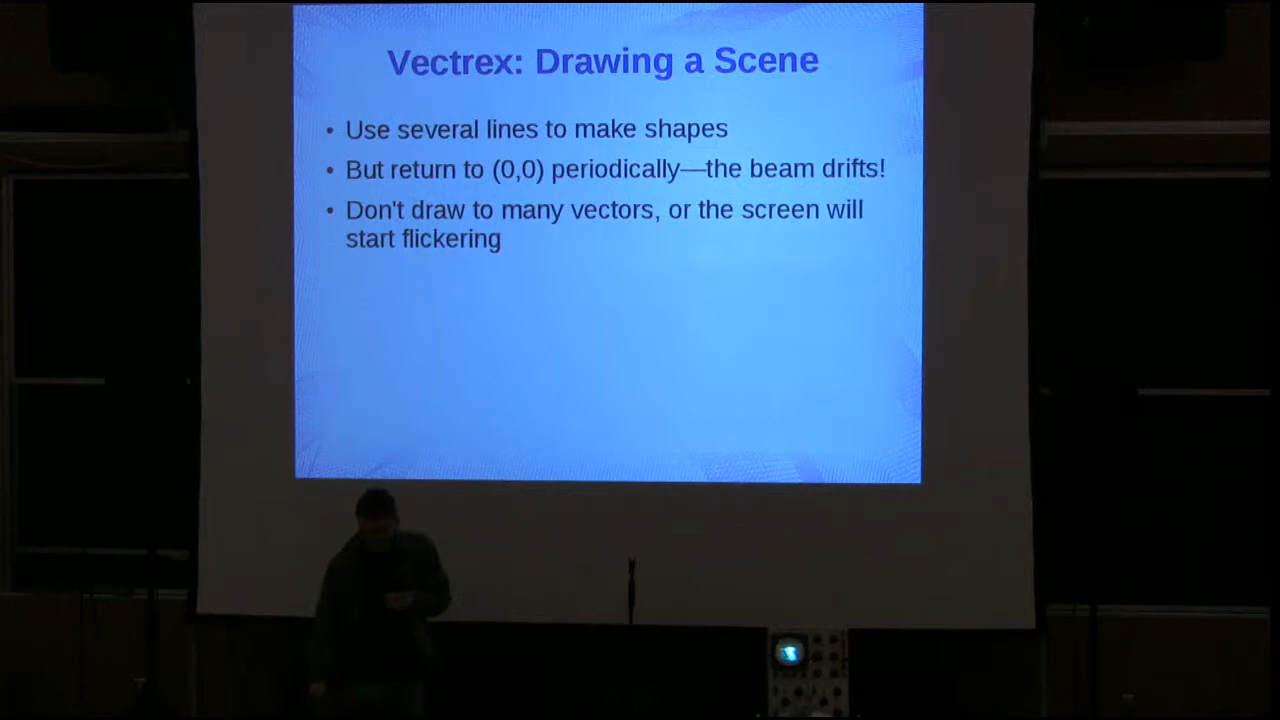 Vectrex: Drawing a Scene
• Use several lines to make shapes
• But return to (0,0) periodically—the beam drifts!
• Don't draw to many vectors, or the screen will
start flickering